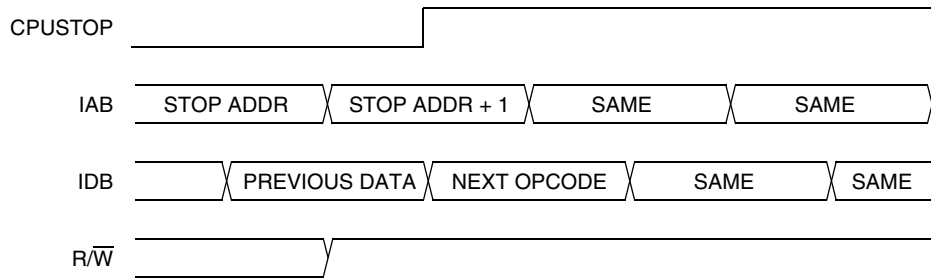 CPUSTOP
IAB STOP ADDR STOP ADDR + 1 SAME SAME
IDB PREVIOUS DATA NEXT OPCODE SAME SAME
R/W̅